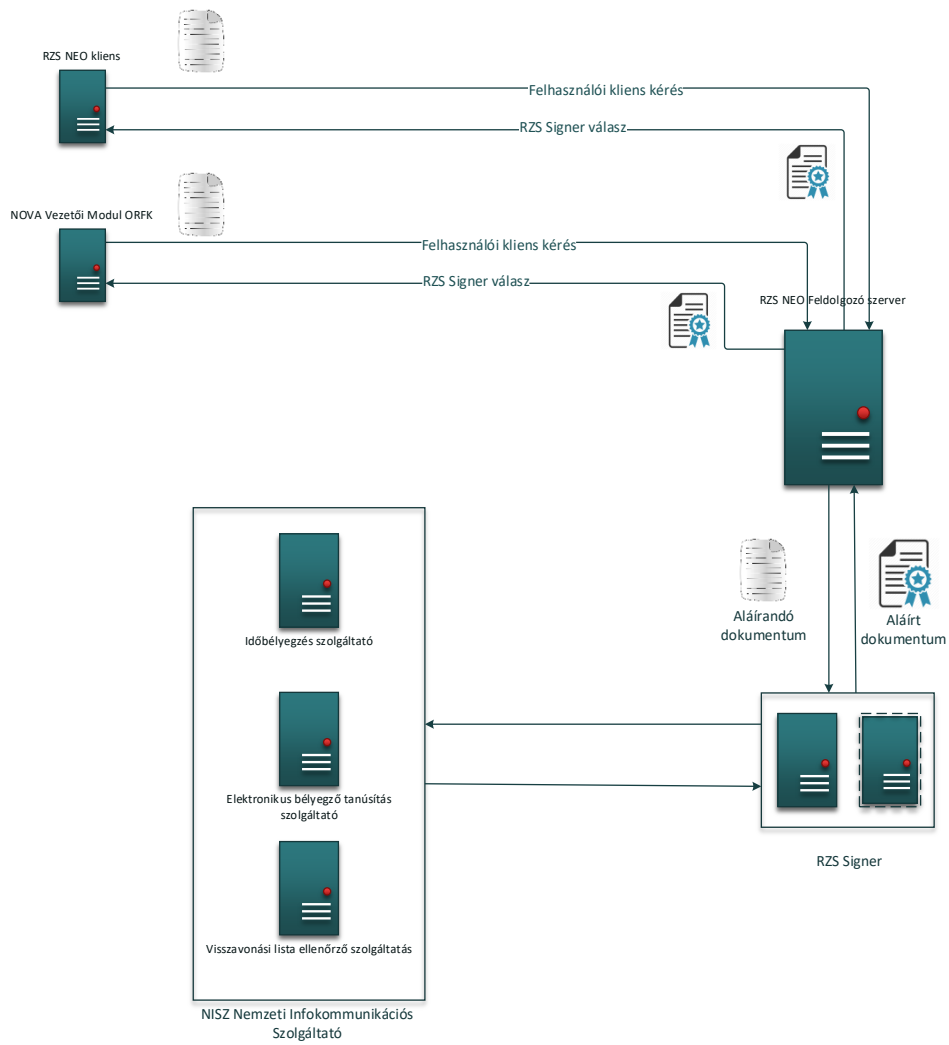 RZS NEO kliens
Felhasználói kliens kérés
RZS Signer válasz
NOVA Vezetői Modul ORFK
Felhasználói kliens kérés
RZS Signer válasz
RZS NEO Feldolgozó szerver
Aláírandó
dokumentum
Aláírt
dokumentum
Időbélyegzés szolgáltató
Elektronikus bélyegző tanúsítás
szolgáltató
Visszavonási lista ellenőrző szolgáltatás
RZS Signer
NISZ Nemzeti Infokommunikációs
Szolgáltató